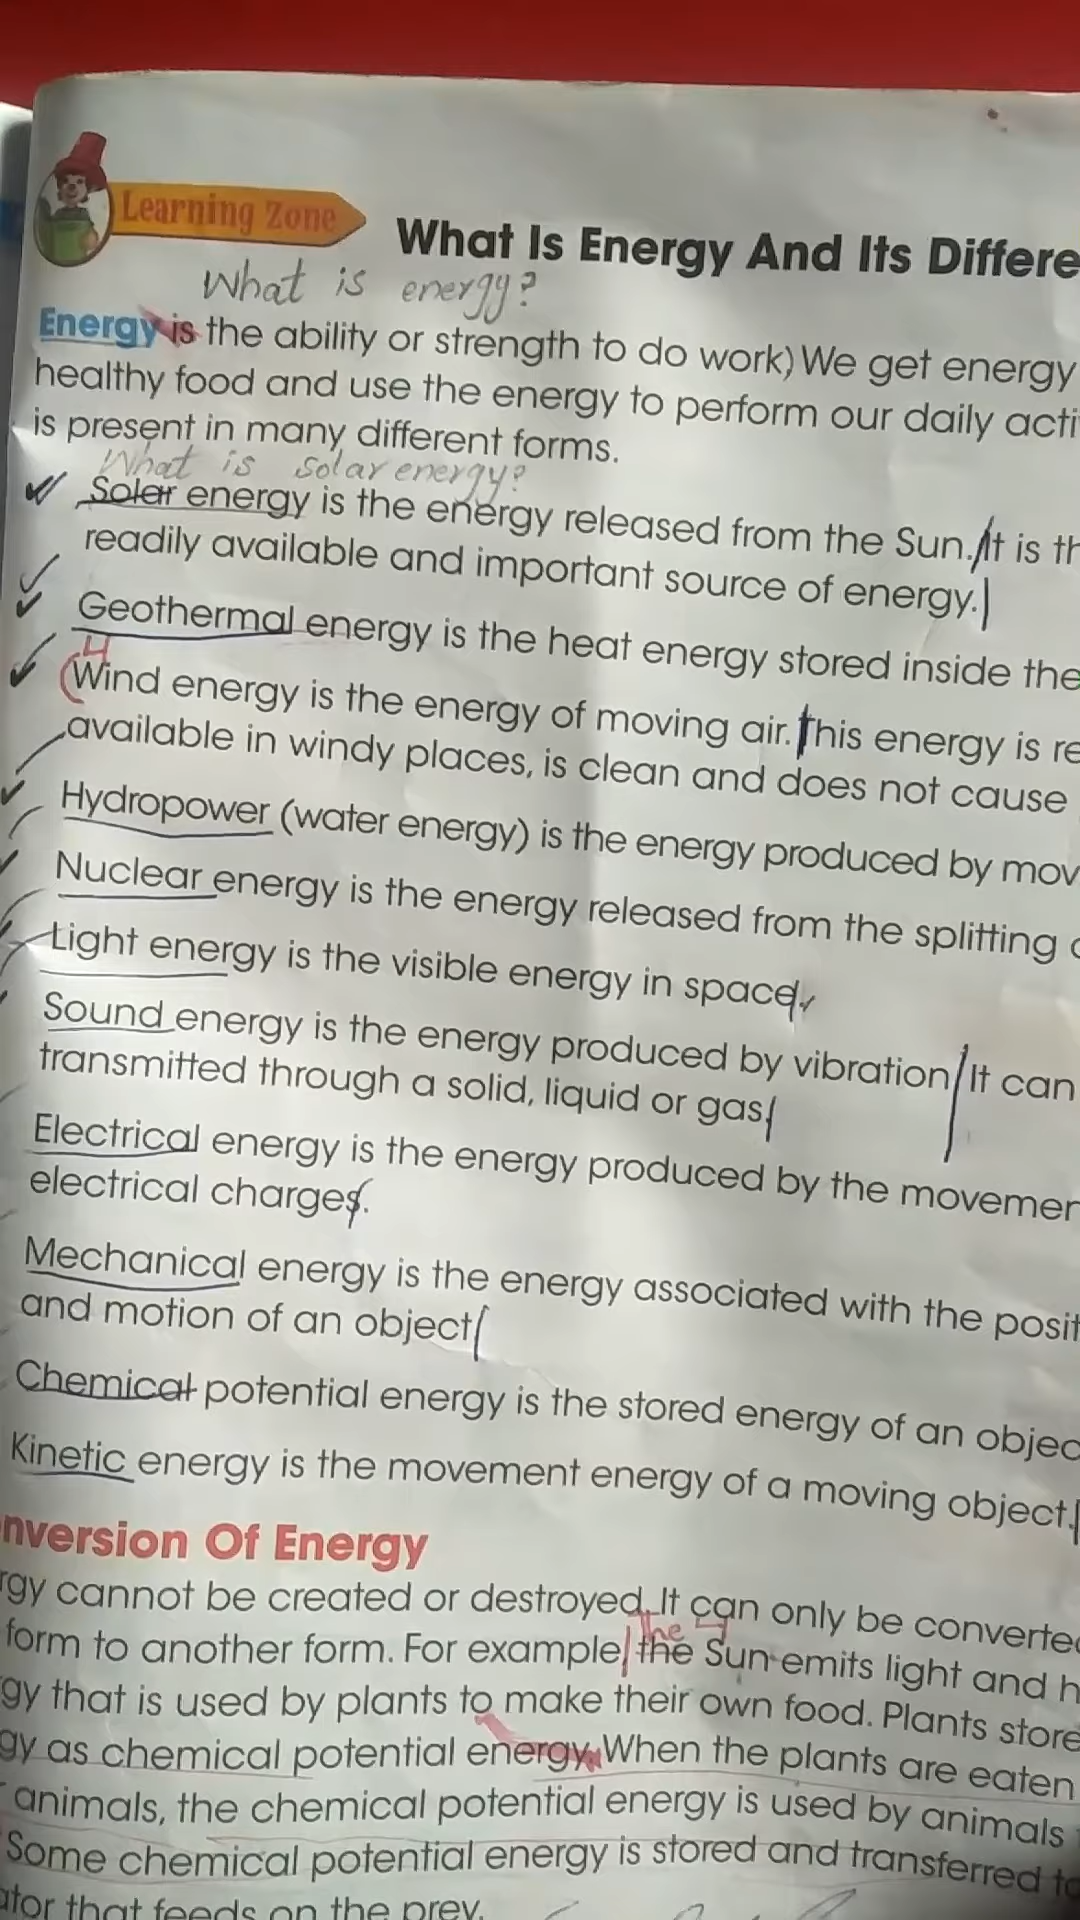 Learning Zone
What Is Energy And Its Differe
What is energy?
Energy is the ability or strength to do work) We get energy
healthy food and use the energy to perform our daily acti
is present in many different forms.
What is solar energy?
Solar energy is the energy released from the Sun. It is th
readily available and important source of energy.
Geothermal energy is the heat energy stored inside the
4
(Wind energy is the energy of moving air. This energy is re
available in windy places, is clean and does not cause
Hydropower (water energy) is the energy produced by mov
Nuclear energy is the energy released from the splitting
Light energy is the visible energy in space
Sound energy is the energy produced by vibration It can
transmitted through a solid, liquid or gas
Electrical energy is the energy produced by the movemen
electrical charges.
Mechanical energy is the energy associated with the posit
and motion of an object
Chemical potential energy is the stored energy of an objec
Kinetic energy is the movement energy of a moving object.
nversion Of Energy
rgy cannot be created or destroyed. It can only be converted
The 4
form to another form. For example, the Sun emits light and h
gy that is used by plants to make their own food. Plants store
gy as chemical potential energy. When the plants are eaten
animals, the chemical potential energy is used by animals
Some chemical potential energy is stored and transferred to
ator that feeds on the prey.